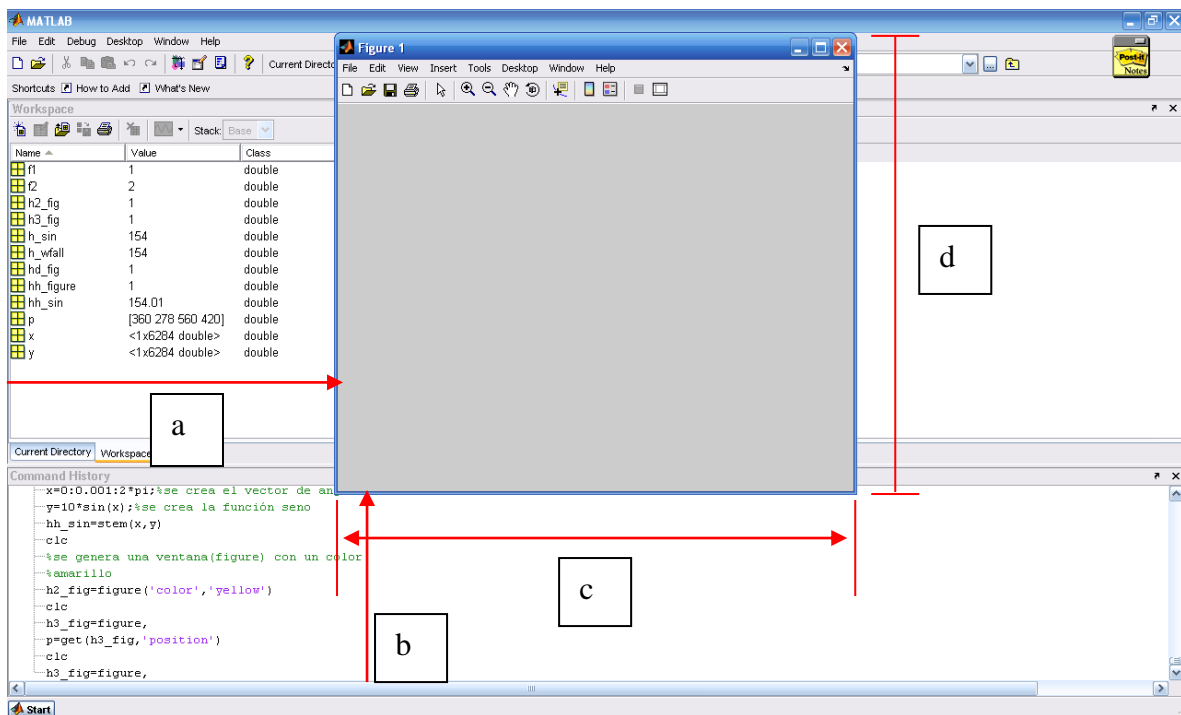 MATLAB
File Edit Debug Desktop Window Help
Current Directo
Shortcuts How to Add What's New
Workspace
Stack: Base
Name Value Class
f1 1 double
f2 2 double
h2_fig 1 double
h3_fig 1 double
h_sin 154 double
h_wfall 154 double
hd_fig 1 double
hh_figure 1 double
hh_sin 154.01 double
p [360 278 560 420] double
x <1x6284 double> double
y <1x6284 double> double
Current Directory Workspace
Figure 1
File Edit View Insert Tools Desktop Window Help
Post-it
Notes
a
b
c
d
Command History
x=0:0.001:2*pi;%se crea el vector de an
y=10*sin(x);%se crea la función seno
hh_sin=stem(x,y)
clc
%se genera una ventana(figure) con un color
%amarillo
h2_fig=figure('color','yellow')
clc
h3_fig=figure,
p=get(h3_fig,'position')
clc
h3_fig=figure,
Start